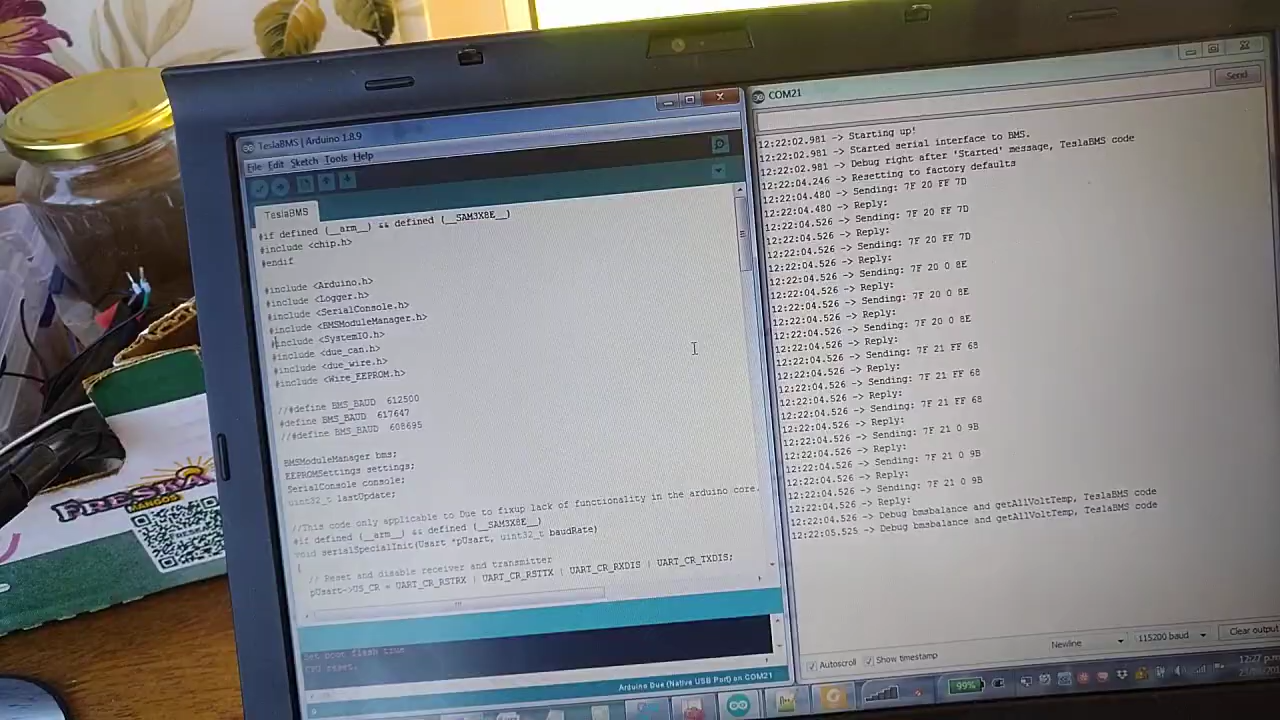 TeslaBMS | Arduino 1.8.9
File Edit Sketch Tools Help
TeslaBMS
#if defined (__arm__) && defined (__SAM3X8E__)
#include <chip.h>
#endif
#include <Arduino.h>
#include <Logger.h>
#include <SerialConsole.h>
#include <BMSModuleManager.h>
#include <SystemIO.h>
#include <due_can.h>
#include <due_wire.h>
#include <Wire_EEPROM.h>
//#define BMS_BAUD  612500
#define BMS_BAUD  617647
//#define BMS_BAUD  608695
BMSModuleManager bms;
EEPROMSettings settings;
SerialConsole console;
uint32_t lastUpdate;
//This code only applicable to Due to fixup lack of functionality in the arduino core.
#if defined (__arm__) && defined (__SAM3X8E__)
void serialSpecialInit(Usart *pUsart, uint32_t baudRate)
{
// Reset and disable receiver and transmitter
pUsart->US_CR = UART_CR_RSTRX | UART_CR_RSTTX | UART_CR_RXDIS | UART_CR_TXDIS;
Set boot flash true
CPU reset.
Arduino Due (Native USB Port) on COM21
COM21
Send
12:22:02.981 -> Starting up!
12:22:02.981 -> Started serial interface to BMS.
12:22:02.981 -> Debug right after 'Started' message, TeslaBMS code
12:22:04.246 -> Resetting to factory defaults
12:22:04.480 -> Sending: 7F 20 FF 7D
12:22:04.480 -> Reply:
12:22:04.526 -> Sending: 7F 20 FF 7D
12:22:04.526 -> Reply:
12:22:04.526 -> Sending: 7F 20 FF 7D
12:22:04.526 -> Reply:
12:22:04.526 -> Sending: 7F 20 0 8E
12:22:04.526 -> Reply:
12:22:04.526 -> Sending: 7F 20 0 8E
12:22:04.526 -> Reply:
12:22:04.526 -> Sending: 7F 20 0 8E
12:22:04.526 -> Reply:
12:22:04.526 -> Sending: 7F 21 FF 68
12:22:04.526 -> Reply:
12:22:04.526 -> Sending: 7F 21 FF 68
12:22:04.526 -> Reply:
12:22:04.526 -> Sending: 7F 21 FF 68
12:22:04.526 -> Reply:
12:22:04.526 -> Sending: 7F 21 0 9B
12:22:04.526 -> Reply:
12:22:04.526 -> Sending: 7F 21 0 9B
12:22:04.526 -> Reply:
12:22:04.526 -> Sending: 7F 21 0 9B
12:22:04.526 -> Reply:
12:22:04.526 -> Debug bmsbalance and getAllVoltTemp, TeslaBMS code
12:22:05.525 -> Debug bmsbalance and getAllVoltTemp, TeslaBMS code
Autoscroll Show timestamp
Newline
115200 baud
Clear output
99%
12:27 p.m.
FRESKA
MANGOS